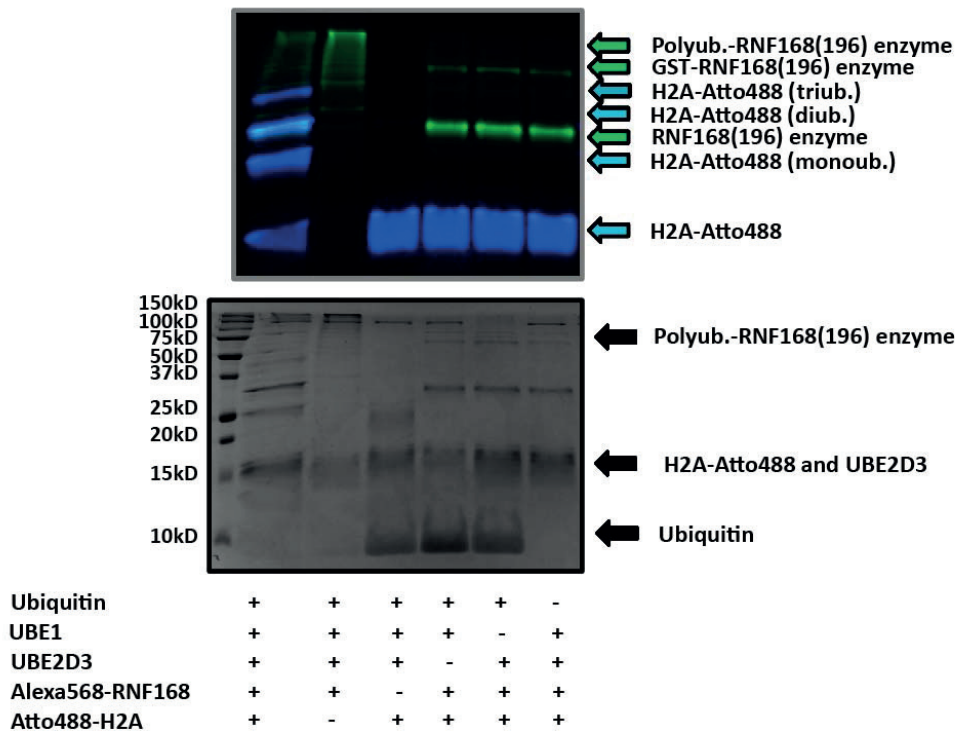 Polyub.-RNF168(196) enzyme
GST-RNF168(196) enzyme
H2A-Atto488 (triub.)
H2A-Atto488 (diub.)
RNF168(196) enzyme
H2A-Atto488 (monoub.)
H2A-Atto488
150kD
100kD
75kD
50kD
37kD
25kD
20kD
15kD
10kD
Polyub.-RNF168(196) enzyme
H2A-Atto488 and UBE2D3
Ubiquitin
Ubiquitin + + + + + -
UBE1 + + + + - +
UBE2D3 + + + - + +
Alexa568-RNF168 + + - + + +
Atto488-H2A + - + + + +